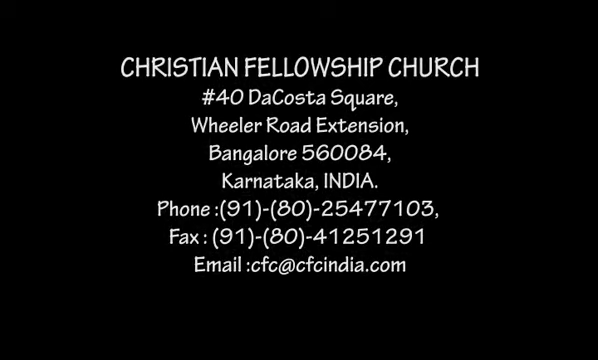 CHRISTIAN FELLOWSHIP CHURCH
#40 DaCosta Square,
Wheeler Road Extension,
Bangalore 560084,
Karnataka, INDIA.
Phone :(91)-(80)-25477103,
Fax : (91)-(80)-41251291
Email :cfc@cfcindia.com